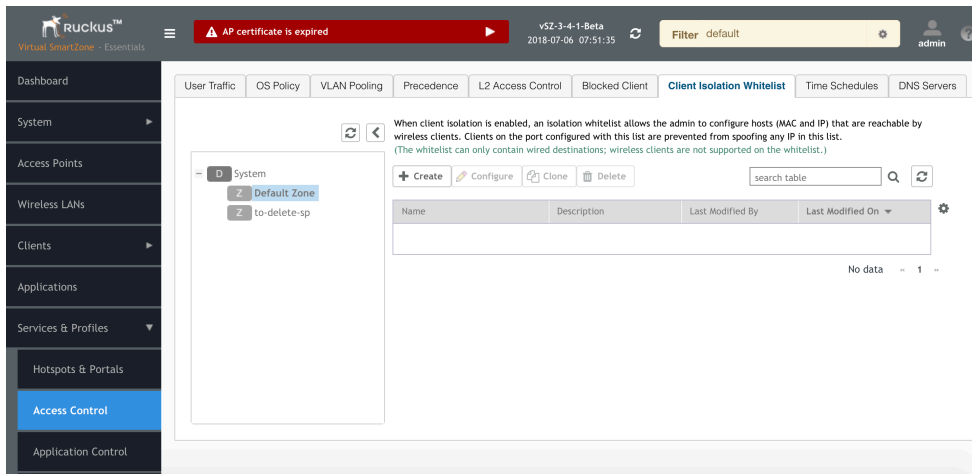 RUCKUS™
Virtual SmartZone - Essentials
AP certificate is expired
vSZ-3-4-1-Beta
2018-07-06 07:51:35
Filter default
admin
?
Dashboard
System
Access Points
Wireless LANs
Clients
Applications
Services & Profiles
Hotspots & Portals
Access Control
Application Control
User Traffic OS Policy VLAN Pooling Precedence L2 Access Control Blocked Client Client Isolation Whitelist Time Schedules DNS Servers
When client isolation is enabled, an isolation whitelist allows the admin to configure hosts (MAC and IP) that are reachable by
wireless clients. Clients on the port configured with this list are prevented from spoofing any IP in this list.
(The whitelist can only contain wired destinations; wireless clients are not supported on the whitelist.)
D System
Z Default Zone
Z to-delete-sp
Create Configure Clone Delete search table
Name Description Last Modified By Last Modified On
No data « 1 »